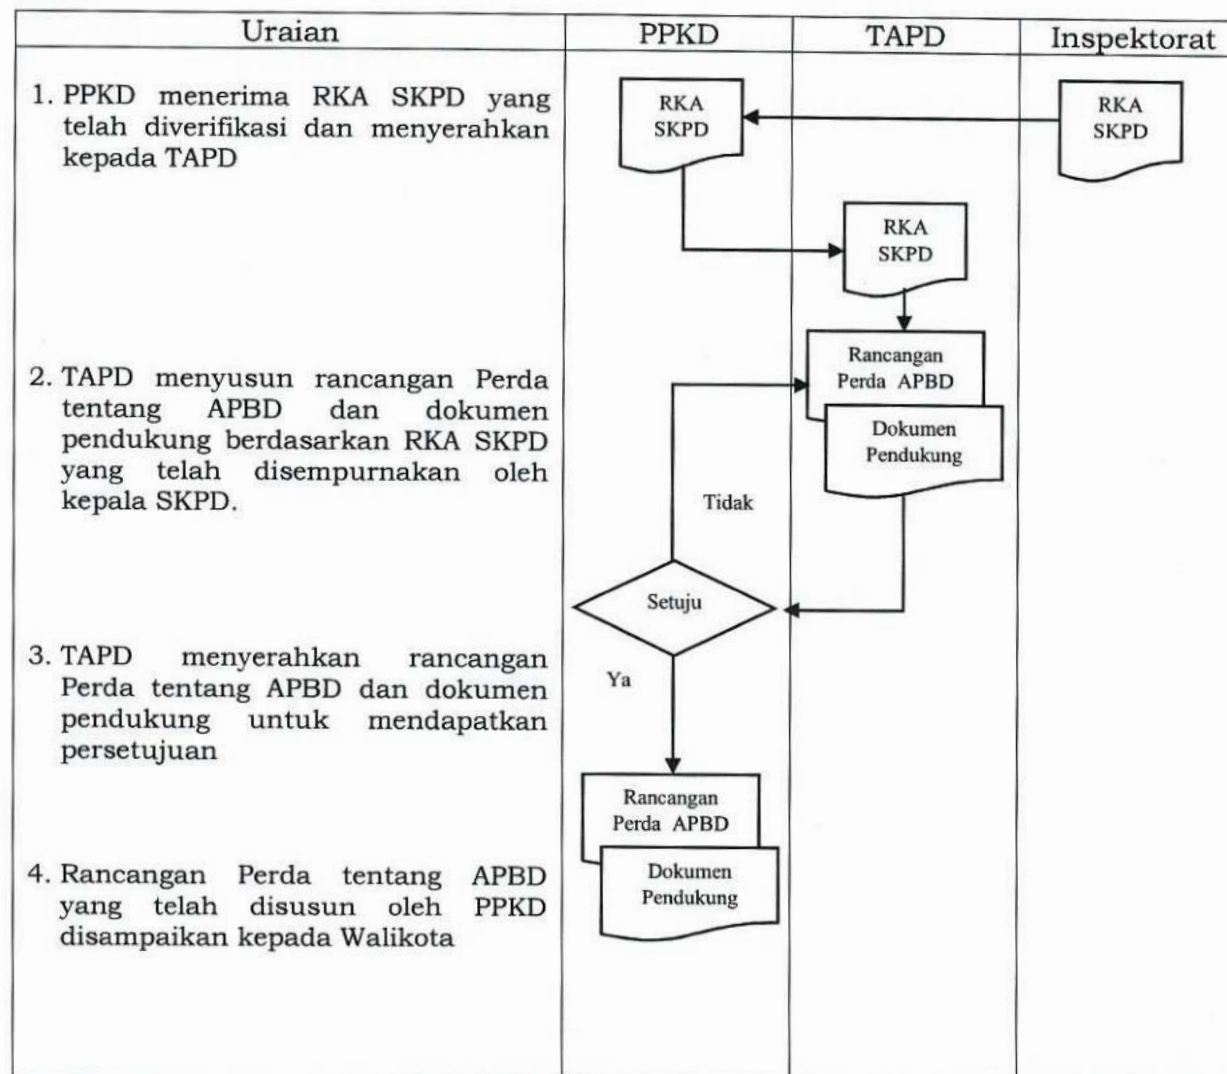 Uraian
PPKD
TAPD
Inspektorat
1. PPKD menerima RKA SKPD yang
telah diverifikasi dan menyerahkan
kepada TAPD
RKA
SKPD
RKA
SKPD
RKA
SKPD
2. TAPD menyusun rancangan Perda
tentang APBD dan dokumen
pendukung berdasarkan RKA SKPD
yang telah disempurnakan oleh
kepala SKPD.
Rancangan
Perda APBD
Dokumen
Pendukung
Tidak
Setuju
3. TAPD menyerahkan rancangan
Perda tentang APBD dan dokumen
pendukung untuk mendapatkan
persetujuan
Ya
Rancangan
Perda APBD
Dokumen
Pendukung
4. Rancangan Perda tentang APBD
yang telah disusun oleh PPKD
disampaikan kepada Walikota